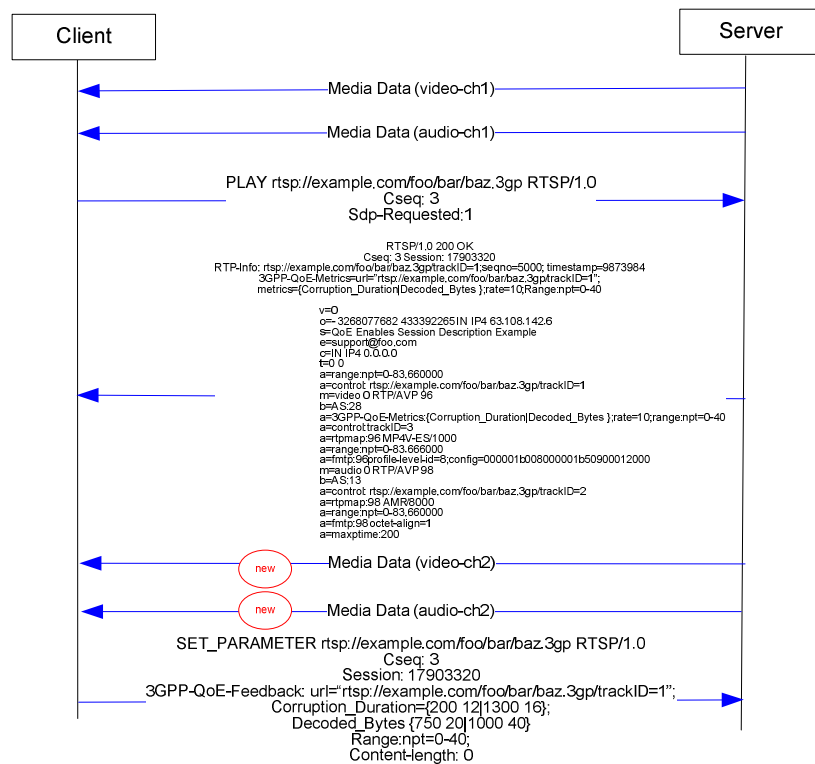 Client
Server
Media Data (video-ch1)
Media Data (audio-ch1)
PLAY rtsp://example.com/foo/bar/baz.3gp RTSP/1.0
Cseq: 3
Sdp-Requested:1
RTSP/1.0 200 OK
Cseq: 3 Session: 17903320
RTP-Info: rtsp://example.com/foo/bar/baz.3gp/trackID=1;seqno=5000; timestamp=9873984
3GPP-QoE-Metrics=url="rtsp://example.com/foo/bar/baz.3gp/trackID=1";
metrics={Corruption_Duration|Decoded_Bytes };rate=10;Range:npt=0-40
v=0
o=- 3268077682 433392265 IN IP4 63.108.142.6
s=QoE Enables Session Description Example
e=support@foo.com
c=IN IP4 0.0.0.0
t=0 0
a=range:npt=0-83.660000
a=control: rtsp://example.com/foo/bar/baz.3gp/trackID=1
m=video 0 RTP/AVP 96
b=AS:28
a=3GPP-QoE-Metrics:{Corruption_Duration|Decoded_Bytes };rate=10;range:npt=0-40
a=control:trackID=3
a=rtpmap:96 MP4V-ES/1000
a=range:npt=0-83.666000
a=fmtp:96profile-level-id=8;config=000001b008000001b50900012000
m=audio 0 RTP/AVP 98
b=AS:13
a=control: rtsp://example.com/foo/bar/baz.3gp/trackID=2
a=rtpmap:98 AMR/8000
a=range:npt=0-83.660000
a=fmtp:98 octet-align=1
a=maxptime:200
new
Media Data (video-ch2)
new
Media Data (audio-ch2)
SET_PARAMETER rtsp://example.com/foo/bar/baz.3gp RTSP/1.0
Cseq: 3
Session: 17903320
3GPP-QoE-Feedback: url="rtsp://example.com/foo/bar/baz.3gp/trackID=1";
Corruption_Duration={200 12|1300 16};
Decoded_Bytes {750 20|1000 40}
Range:npt=0-40;
Content-length: 0